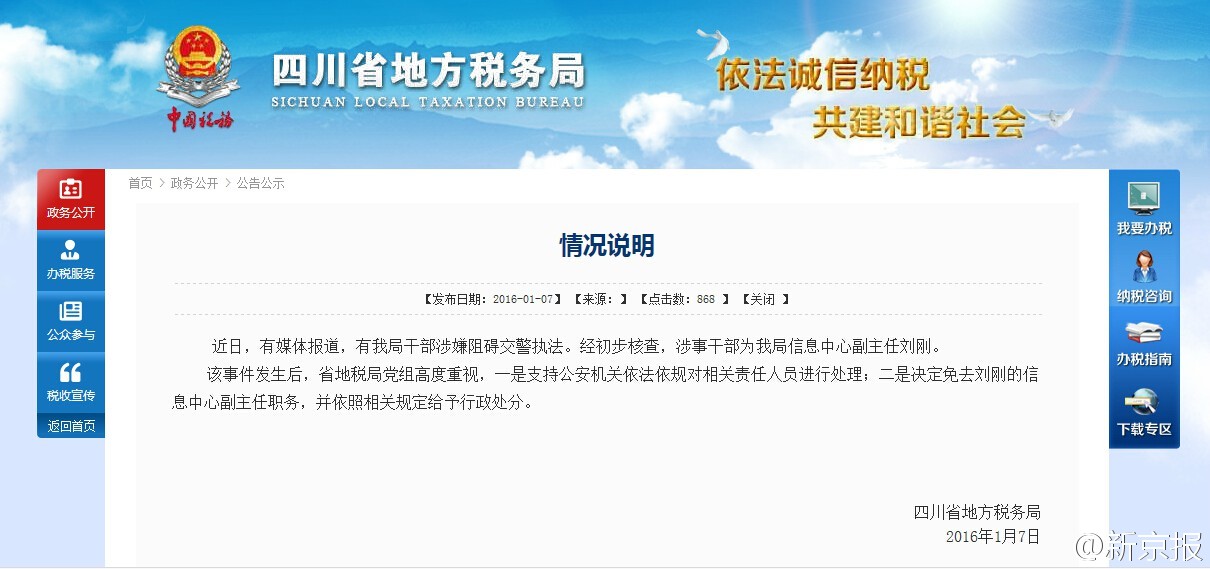 四川省地方税务局
SICHUAN LOCAL TAXATION BUREAU
中国税务
依法诚信纳税
共建和谐社会
首页 > 政务公开 > 公告公示
政务公开
办税服务
公众参与
税收宣传
返回首页
情况说明
【发布日期：2016-01-07】 【来源： 】 【点击数：868 】 【关闭 】
近日，有媒体报道，有我局干部涉嫌阻碍交警执法。经初步核查，涉事干部为我局信息中心副主任刘刚。
该事件发生后，省地税局党组高度重视，一是支持公安机关依法依规对相关责任人员进行处理；二是决定免去刘刚的信
息中心副主任职务，并依照相关规定给予行政处分。
四川省地方税务局
2016年1月7日
我要办税
纳税咨询
办税指南
下载专区
@新京报